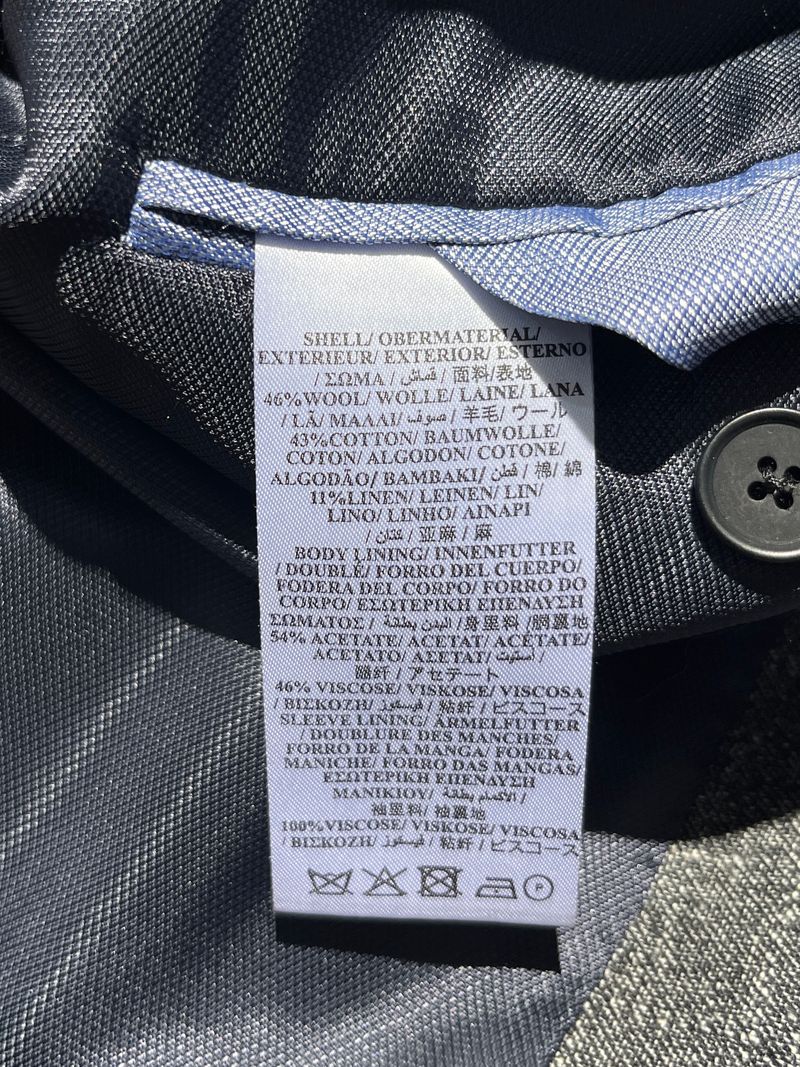 SHELL/ OBERMATERIAL/
EXTERIEUR/ EXTERIOR/ ESTERNO
/ ΣΩΜΑ / قماش / 面料/表地
46%WOOL/ WOLLE/ LAINE/ LANA
/ LÃ/ ΜΑΛΛΙ/ صوف / 羊毛/ ウール
43%COTTON/ BAUMWOLLE/
COTON/ ALGODON/ COTONE/
ALGODÃO/ ΒΑΜΒΑΚΙ/ قطن / 棉/ 綿
11%LINEN/ LEINEN/ LIN/
LINO/ LINHO/ ΛΙΝΑΡΙ
/ كتان / 亚麻/ 麻
BODY LINING/ INNENFUTTER
/ DOUBLÉ/ FORRO DEL CUERPO/
FODERA DEL CORPO/ FORRO DO
CORPO/ ΕΣΩΤΕΡΙΚΗ ΕΠΕΝΔΥΣΗ
ΣΩΜΑΤΟΣ/ البدين بطانة /身里料/ 胴裏地
54% ACETATE/ ACETAT/ ACÉTATE/
ACETATO/ ΑΣΕΤΑΤ/ أستويت /
醋纤 / アセテート
46% VISCOSE/ VISKOSE/ VISCOSA
/ ΒΙΣΚΟΖΗ/ فيسكوز / 粘纤/ ビスコース
SLEEVE LINING/ ÄRMELFUTTER
/ DOUBLURE DES MANCHES/
FORRO DE LA MANGA/ FODERA
MANICHE/ FORRO DAS MANGAS/
ΕΣΩΤΕΡΙΚΗ ΕΠΕΝΔΥΣΗ
ΜΑΝΙΚΙΟΥ/ الأكمام بطانة /
袖里料/ 袖裏地
100%VISCOSE/ VISKOSE/ VISCOSA
/ ΒΙΣΚΟΖΗ/ فيسكوز / 粘纤/ ビスコース
P